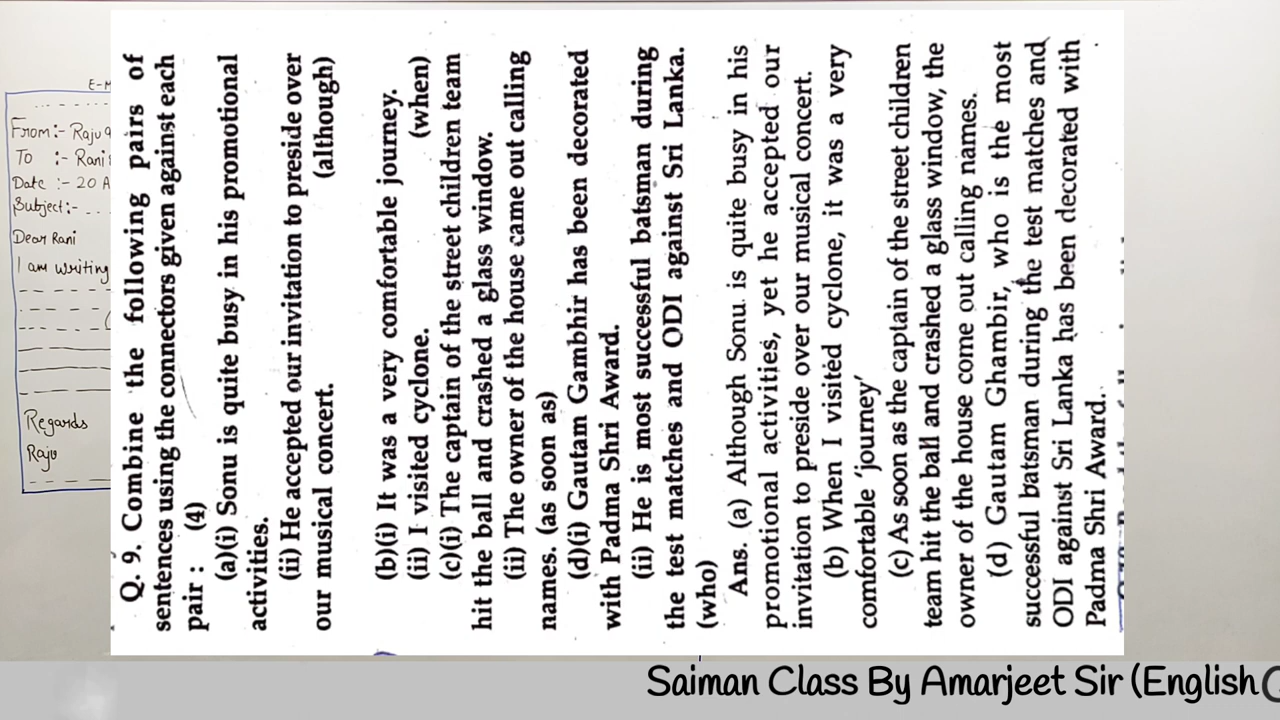 E-M
From:- Raju
To :- Rani
Date :- 20 A
Subject:-
Dear Rani
I am writing
Regards
Raju
Q. 9. Combine the following pairs of
sentences using the connectors given against each
pair : (4)
(a)(i) Sonu is quite busy in his promotional
activities.
(ii) He accepted our invitation to preside over
our musical concert. (although)
(b)(i) It was a very comfortable journey.
(ii) I visited cyclone. (when)
(c)(i) The captain of the street children team
hit the ball and crashed a glass window.
(ii) The owner of the house came out calling
names. (as soon as)
(d)(i) Gautam Gambhir has been decorated
with Padma Shri Award.
(ii) He is most successful batsman during
the test matches and ODI against Sri Lanka.
(who)
Ans. (a) Although Sonu is quite busy in his
promotional activities, yet he accepted our
invitation to preside over our musical concert.
(b) When I visited cyclone, it was a very
comfortable 'journey'
(c) As soon as the captain of the street children
team hit the ball and crashed a glass window, the
owner of the house come out calling names.
(d) Gautam Ghambir, who is the most
successful batsman during the test matches and
ODI against Sri Lanka has been decorated with
Padma Shri Award.
Saiman Class By Amarjeet Sir (English